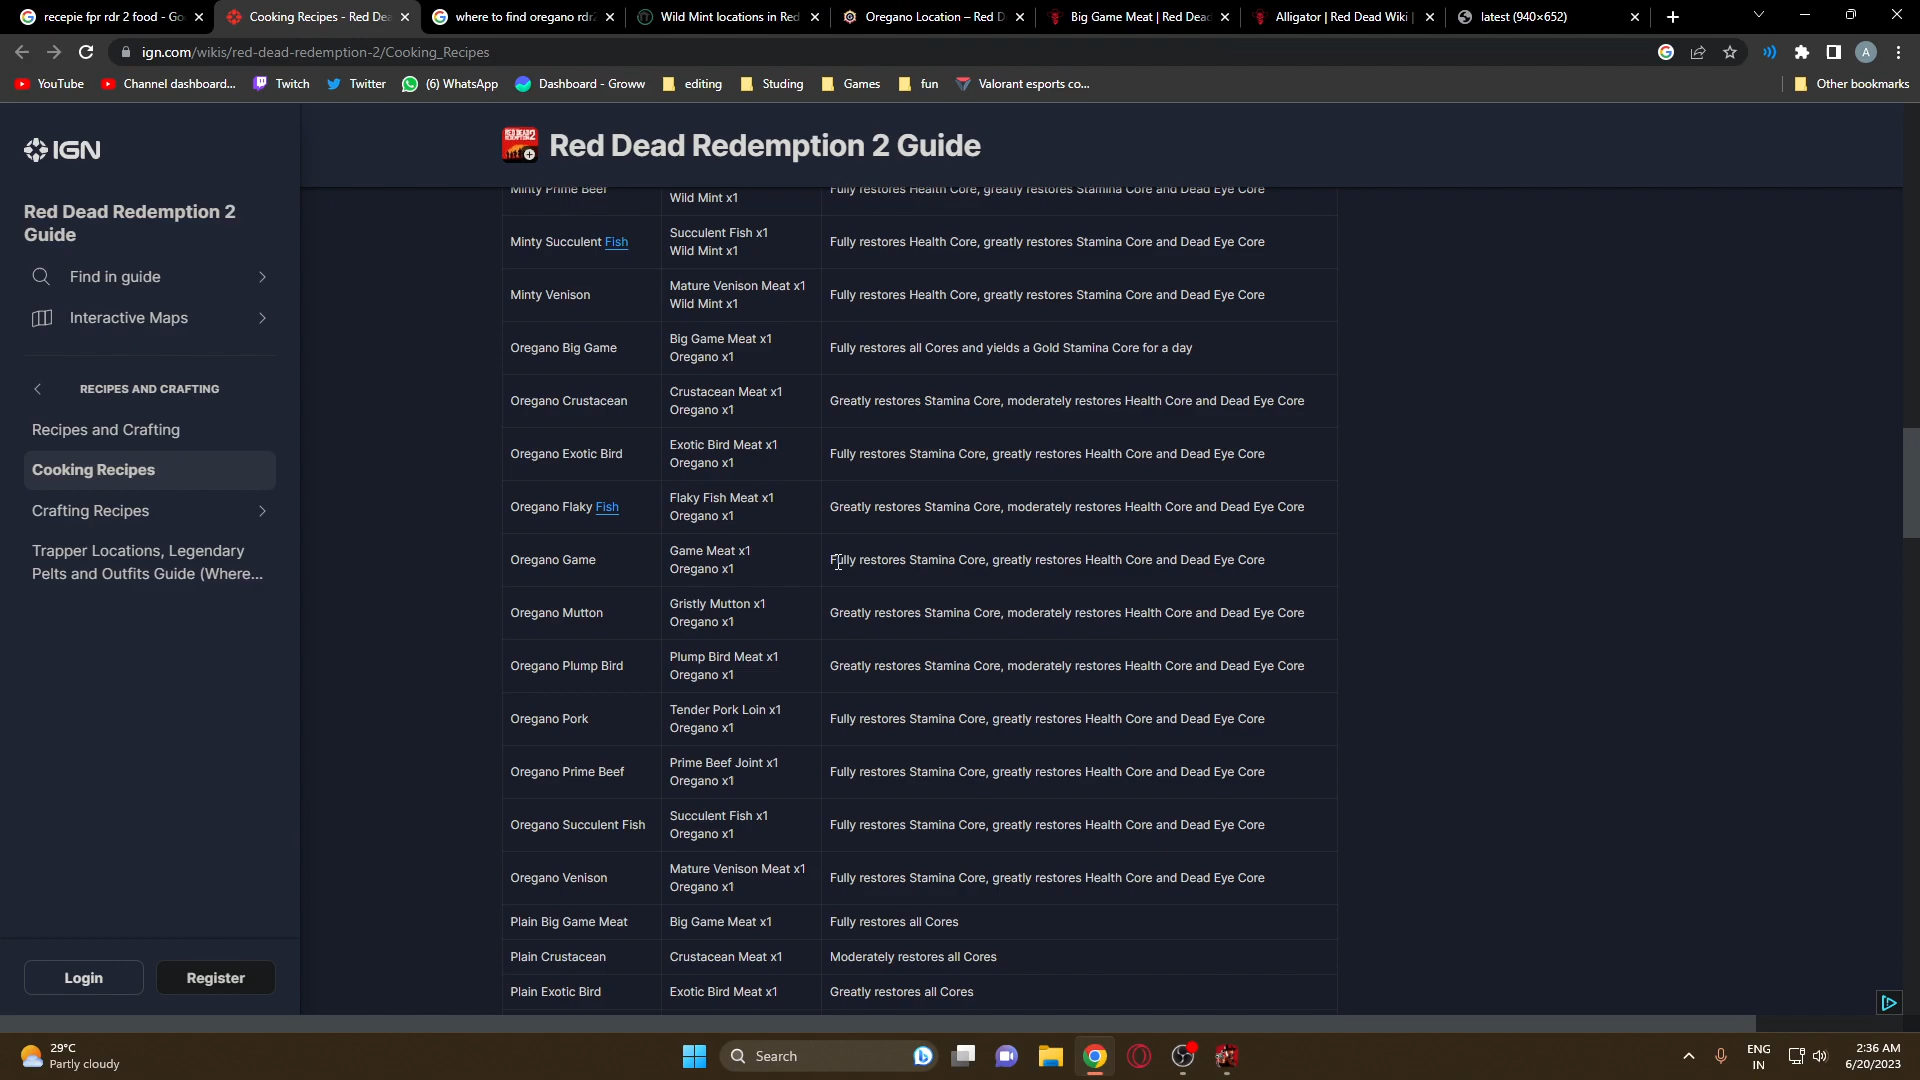 recepie fpr rdr 2 food - Go
Cooking Recipes - Red Dea
where to find oregano rdr
Wild Mint locations in Red
Oregano Location – Red D
Big Game Meat | Red Dead
Alligator | Red Dead Wiki |
latest (940×652)
ign.com/wikis/red-dead-redemption-2/Cooking_Recipes
A
YouTube
Channel dashboard...
Twitch
Twitter
(6) WhatsApp
Dashboard - Groww
editing
Studing
Games
fun
Valorant esports co...
Other bookmarks
IGN
Red Dead Redemption 2 Guide
Red Dead Redemption 2
Guide
Find in guide
Interactive Maps
RECIPES AND CRAFTING
Recipes and Crafting
Cooking Recipes
Crafting Recipes
Trapper Locations, Legendary
Pelts and Outfits Guide (Where...
Login
Register
Minty Prime Beef
Wild Mint x1
Fully restores Health Core, greatly restores Stamina Core and Dead Eye Core
Minty Succulent Fish
Succulent Fish x1
Wild Mint x1
Fully restores Health Core, greatly restores Stamina Core and Dead Eye Core
Minty Venison
Mature Venison Meat x1
Wild Mint x1
Fully restores Health Core, greatly restores Stamina Core and Dead Eye Core
Oregano Big Game
Big Game Meat x1
Oregano x1
Fully restores all Cores and yields a Gold Stamina Core for a day
Oregano Crustacean
Crustacean Meat x1
Oregano x1
Greatly restores Stamina Core, moderately restores Health Core and Dead Eye Core
Oregano Exotic Bird
Exotic Bird Meat x1
Oregano x1
Fully restores Stamina Core, greatly restores Health Core and Dead Eye Core
Oregano Flaky Fish
Flaky Fish Meat x1
Oregano x1
Greatly restores Stamina Core, moderately restores Health Core and Dead Eye Core
Oregano Game
Game Meat x1
Oregano x1
Fully restores Stamina Core, greatly restores Health Core and Dead Eye Core
Oregano Mutton
Gristly Mutton x1
Oregano x1
Greatly restores Stamina Core, moderately restores Health Core and Dead Eye Core
Oregano Plump Bird
Plump Bird Meat x1
Oregano x1
Greatly restores Stamina Core, moderately restores Health Core and Dead Eye Core
Oregano Pork
Tender Pork Loin x1
Oregano x1
Fully restores Stamina Core, greatly restores Health Core and Dead Eye Core
Oregano Prime Beef
Prime Beef Joint x1
Oregano x1
Fully restores Stamina Core, greatly restores Health Core and Dead Eye Core
Oregano Succulent Fish
Succulent Fish x1
Oregano x1
Fully restores Stamina Core, greatly restores Health Core and Dead Eye Core
Oregano Venison
Mature Venison Meat x1
Oregano x1
Fully restores Stamina Core, greatly restores Health Core and Dead Eye Core
Plain Big Game Meat
Big Game Meat x1
Fully restores all Cores
Plain Crustacean
Crustacean Meat x1
Moderately restores all Cores
Plain Exotic Bird
Exotic Bird Meat x1
Greatly restores all Cores
29°C
Partly cloudy
Search
ENG
IN
2:36 AM
6/20/2023